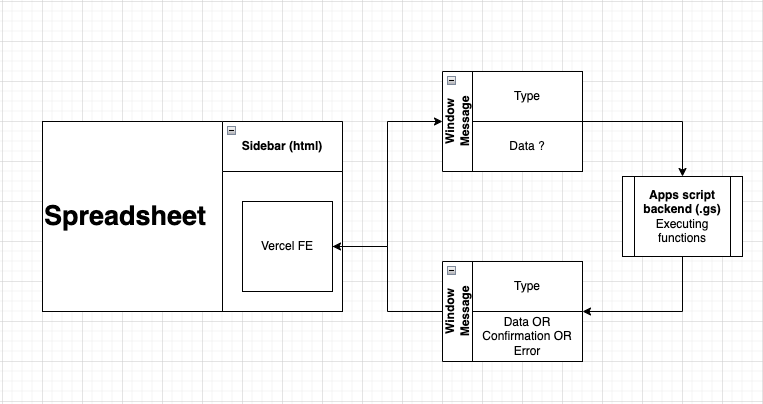 Spreadsheet
Sidebar (html)
Vercel FE
Window
Message
Type
Data ?
Apps script
backend (.gs)
Executing
functions
Window
Message
Type
Data OR
Confirmation OR
Error